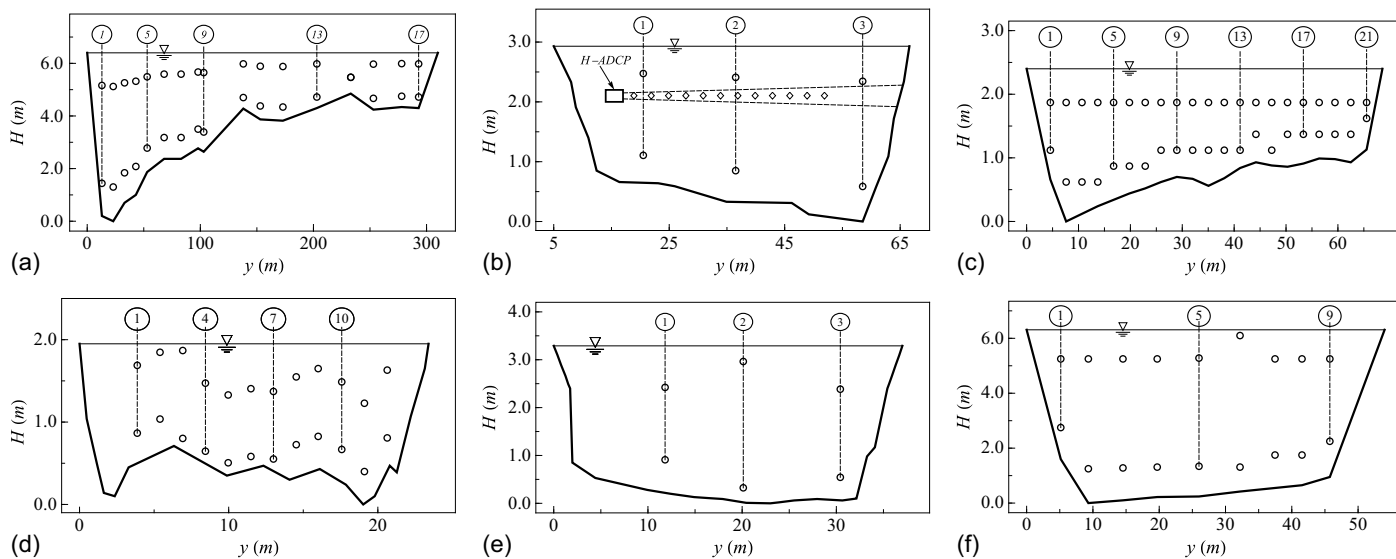 H (m)
1 5 9 13 17
6.0
4.0
2.0
0.0
0 100 200 300
(a)
y (m)
H (m)
1 2 3
3.0
H−ADCP
2.0
1.0
0.0
5 25 45 65
(b)
y (m)
H (m)
1 5 9 13 17 21
3.0
2.0
1.0
0.0
0 10 20 30 40 50 60
(c)
y (m)
H (m)
1 4 7 10
2.0
1.0
0.0
0 10 20
(d)
y (m)
H (m)
4.0
1 2 3
3.0
2.0
1.0
0.0
0 10 20 30
(e)
y (m)
H (m)
1 5 9
6.0
4.0
2.0
0.0
0 10 20 30 40 50
(f)
y (m)